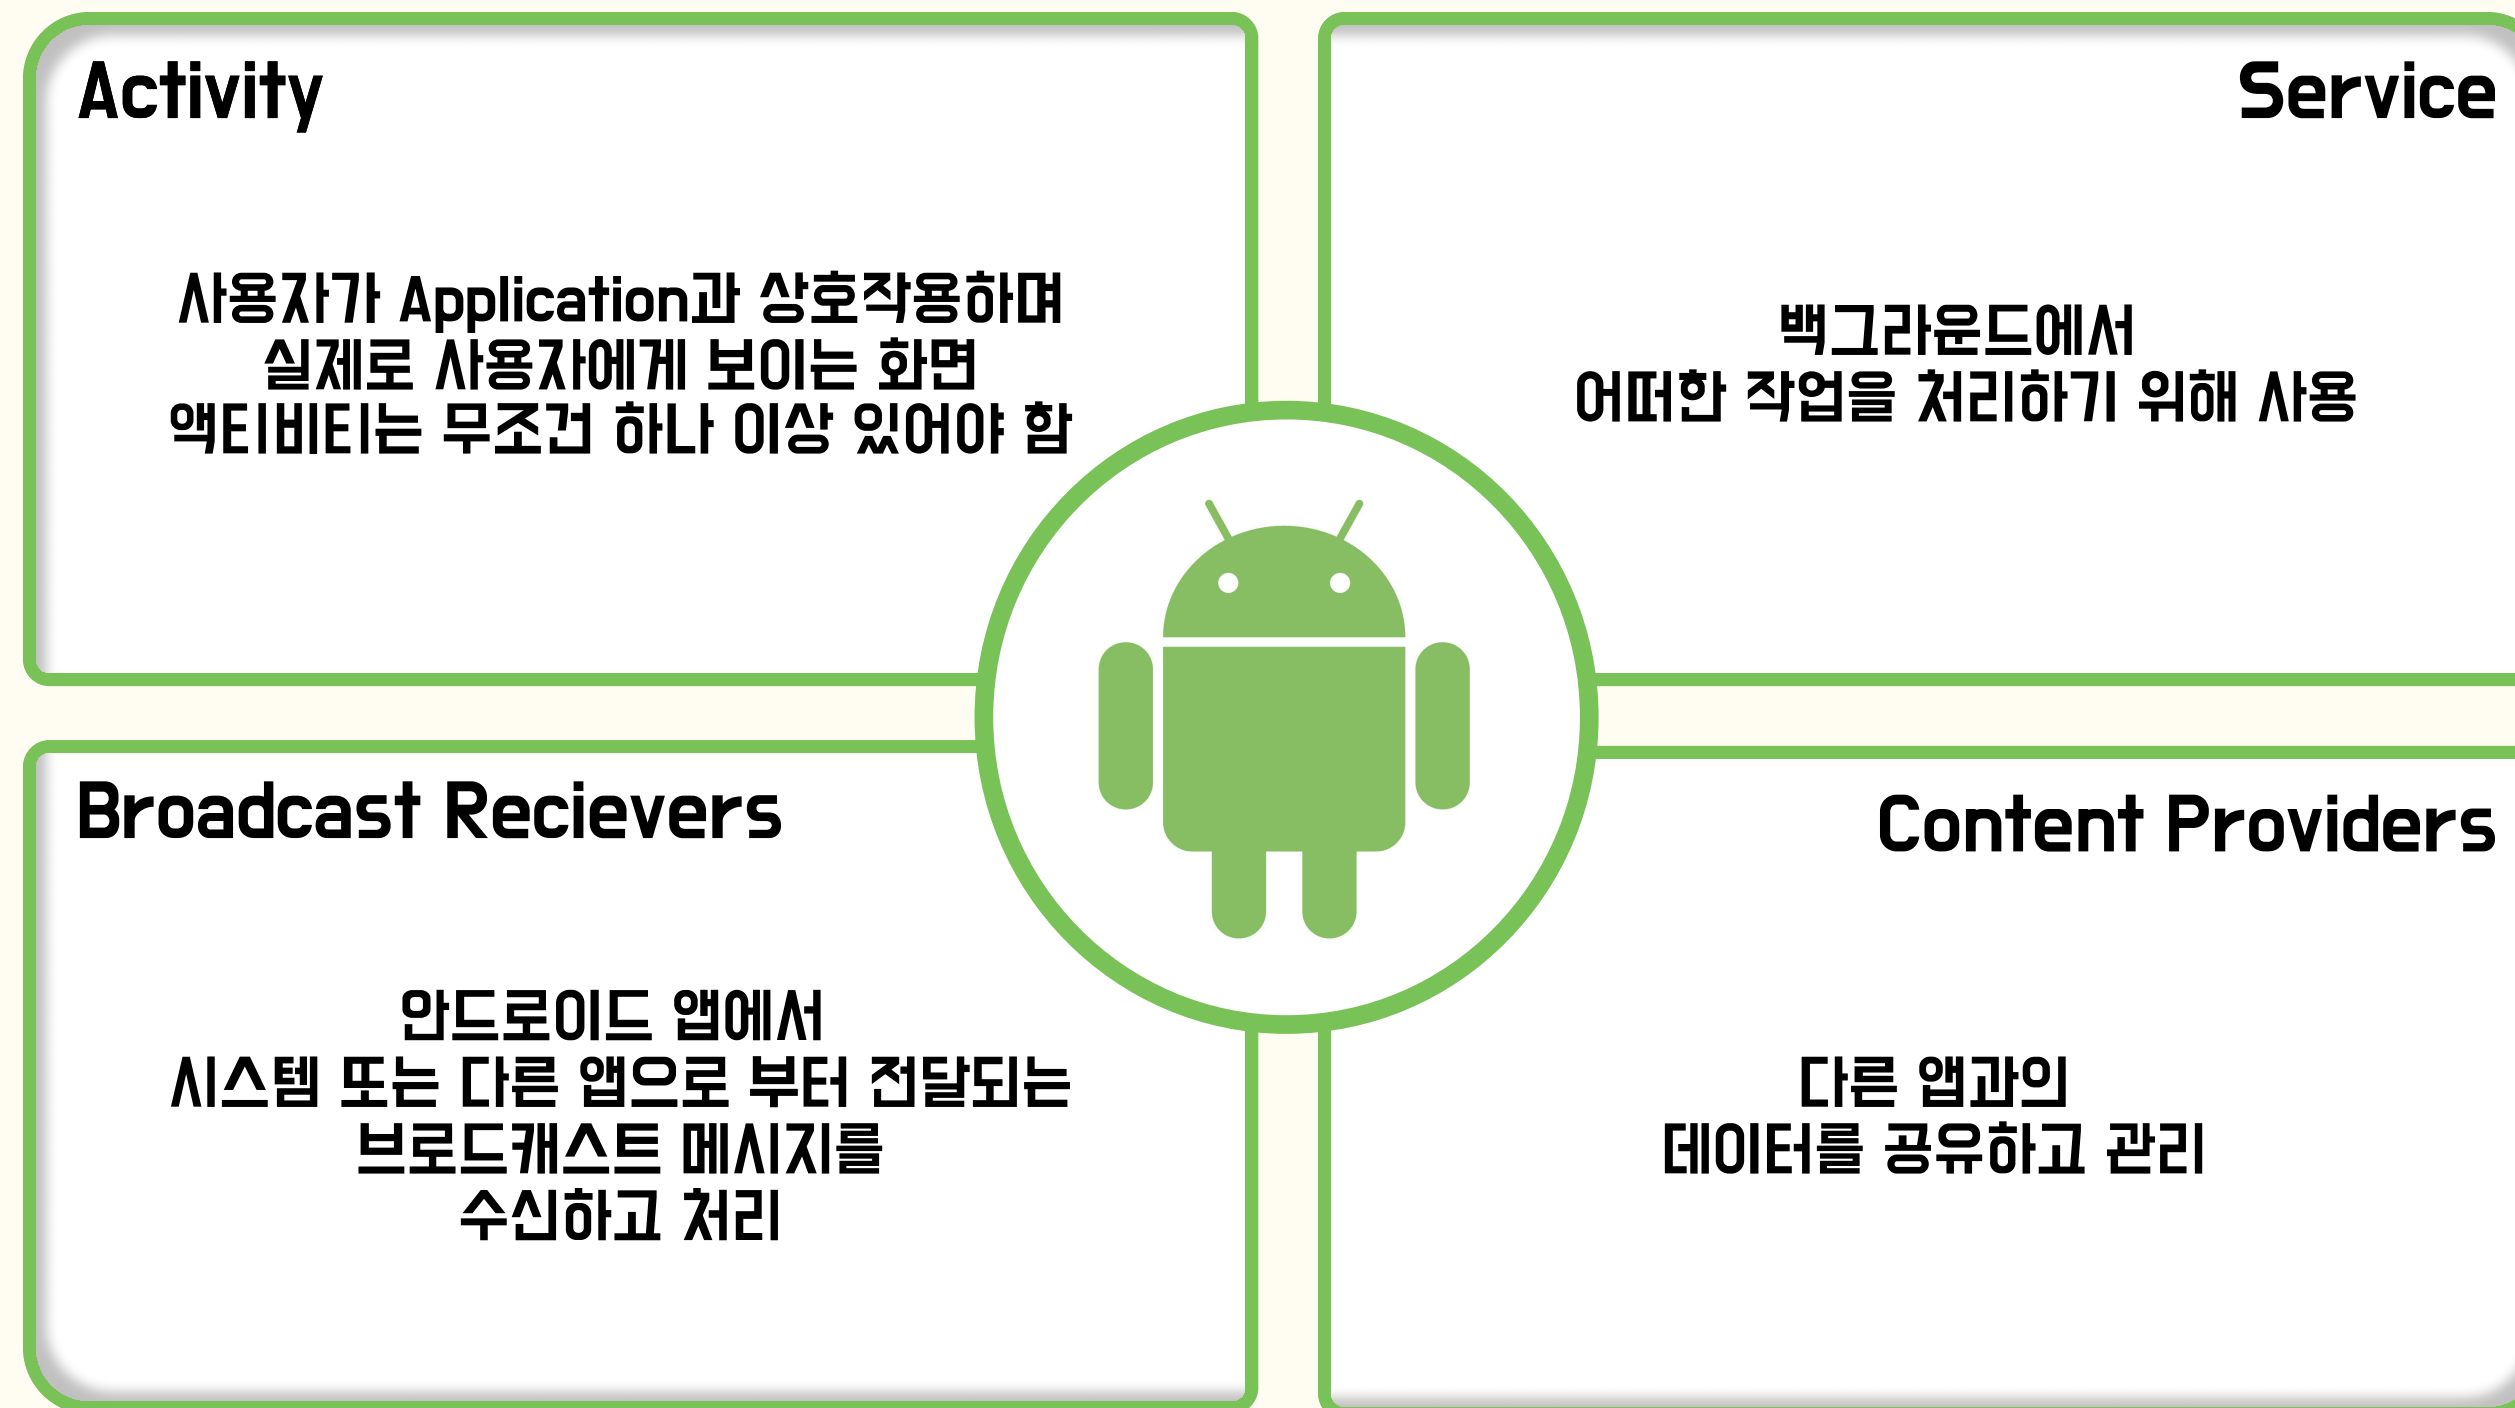 Activity
사용자가 Application과 상호작용하며
실제로 사용자에게 보이는 화면
액티비티는 무조건 하나 이상 있어야 함
Service
백그라운드에서
어떠한 작업을 처리하기 위해 사용
Broadcast Recievers
안드로이드 앱에서
시스템 또는 다른 앱으로 부터 전달되는
브로드캐스트 메시지를
수신하고 처리
Content Providers
다른 앱과의
데이터를 공유하고 관리